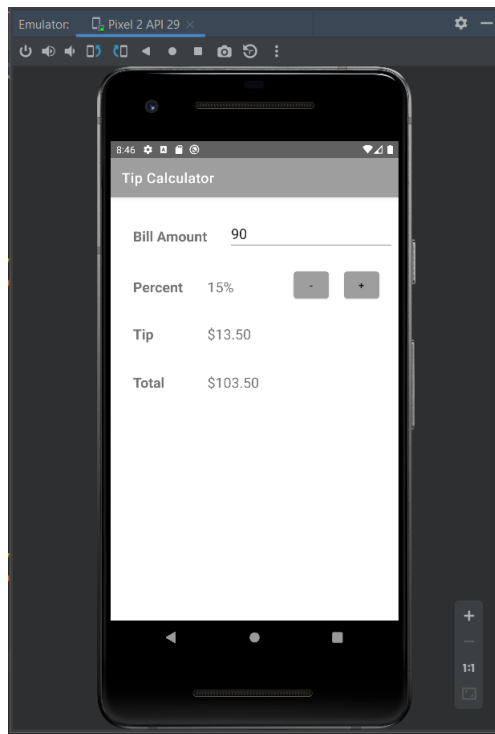 Emulator: Pixel 2 API 29
8:46
Tip Calculator
Bill Amount 90
Percent 15% - +
Tip $13.50
Total $103.50
1:1